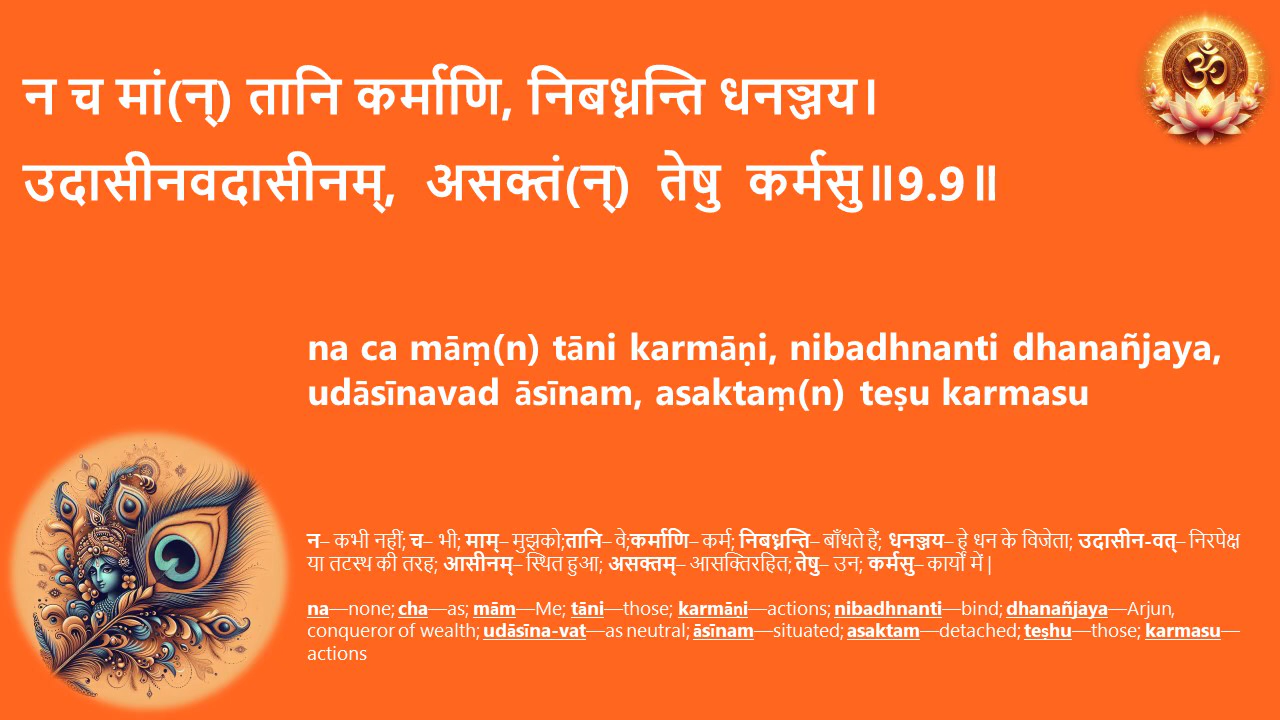 न च मां(न्) तानि कर्माणि, निबध्नन्ति धनञ्जय।
उदासीनवदासीनम्, असक्तं(न्) तेषु कर्मसु॥9.9॥
ॐ
na ca māṃ(n) tāni karmāṇi, nibadhnanti dhanañjaya,
udāsīnavad āsīnam, asaktaṃ(n) teṣu karmasu
न– कभी नहीं; च– भी; माम्– मुझको;तानि– वे;कर्माणि– कर्म; निबध्नन्ति– बाँधते हैं; धनञ्जय– हे धन के विजेता; उदासीन-वत्– निरपेक्ष
या तटस्थ की तरह; आसीनम्– स्थित हुआ; असक्तम्– आसक्तिरहित; तेषु– उन; कर्मसु– कार्यों में |
na—none; cha—as; mām—Me; tāni—those; karmāṇi—actions; nibadhnanti—bind; dhanañjaya—Arjun,
conqueror of wealth; udāsīna-vat—as neutral; āsīnam—situated; asaktam—detached; teṣhu—those; karmasu—
actions